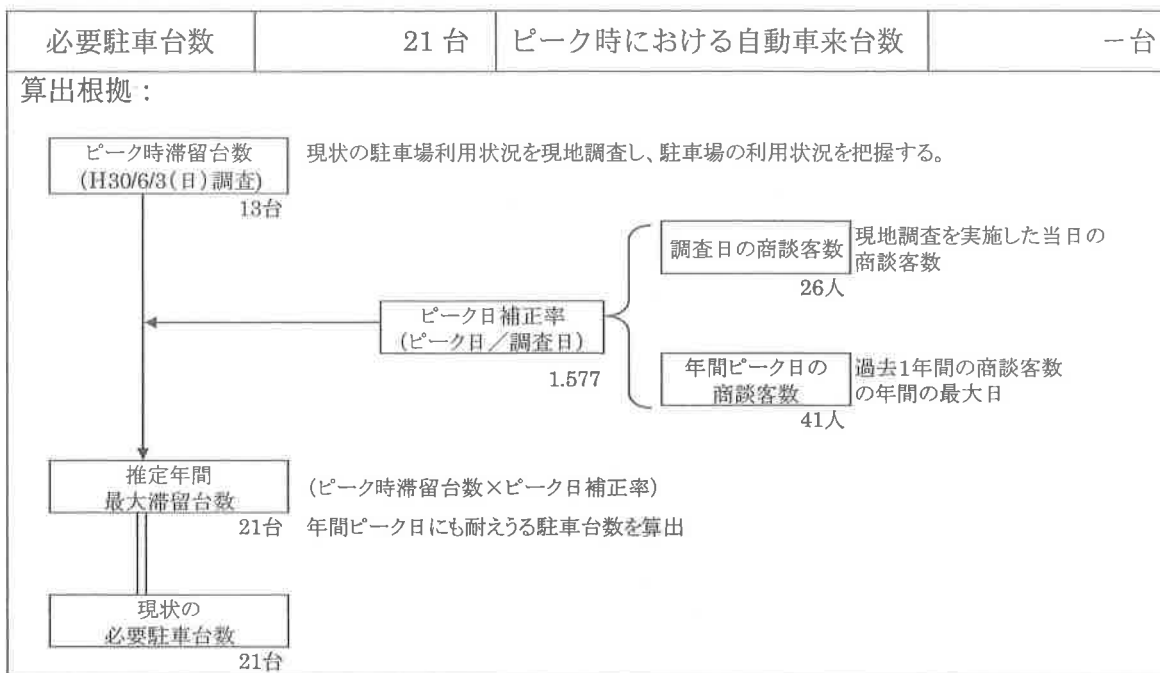 必要駐車台数 21 台 ピーク時における自動車来台数 －台
算出根拠：
ピーク時滞留台数
(H30/6/3(日)調査)
13台
現状の駐車場利用状況を現地調査し、駐車場の利用状況を把握する。
調査日の商談客数
26人
現地調査を実施した当日の
商談客数
ピーク日補正率
(ピーク日／調査日)
1.577
年間ピーク日の
商談客数
41人
過去1年間の商談客数
の年間の最大日
推定年間
最大滞留台数
21台
(ピーク時滞留台数×ピーク日補正率)
年間ピーク日にも耐えうる駐車台数を算出
現状の
必要駐車台数
21台